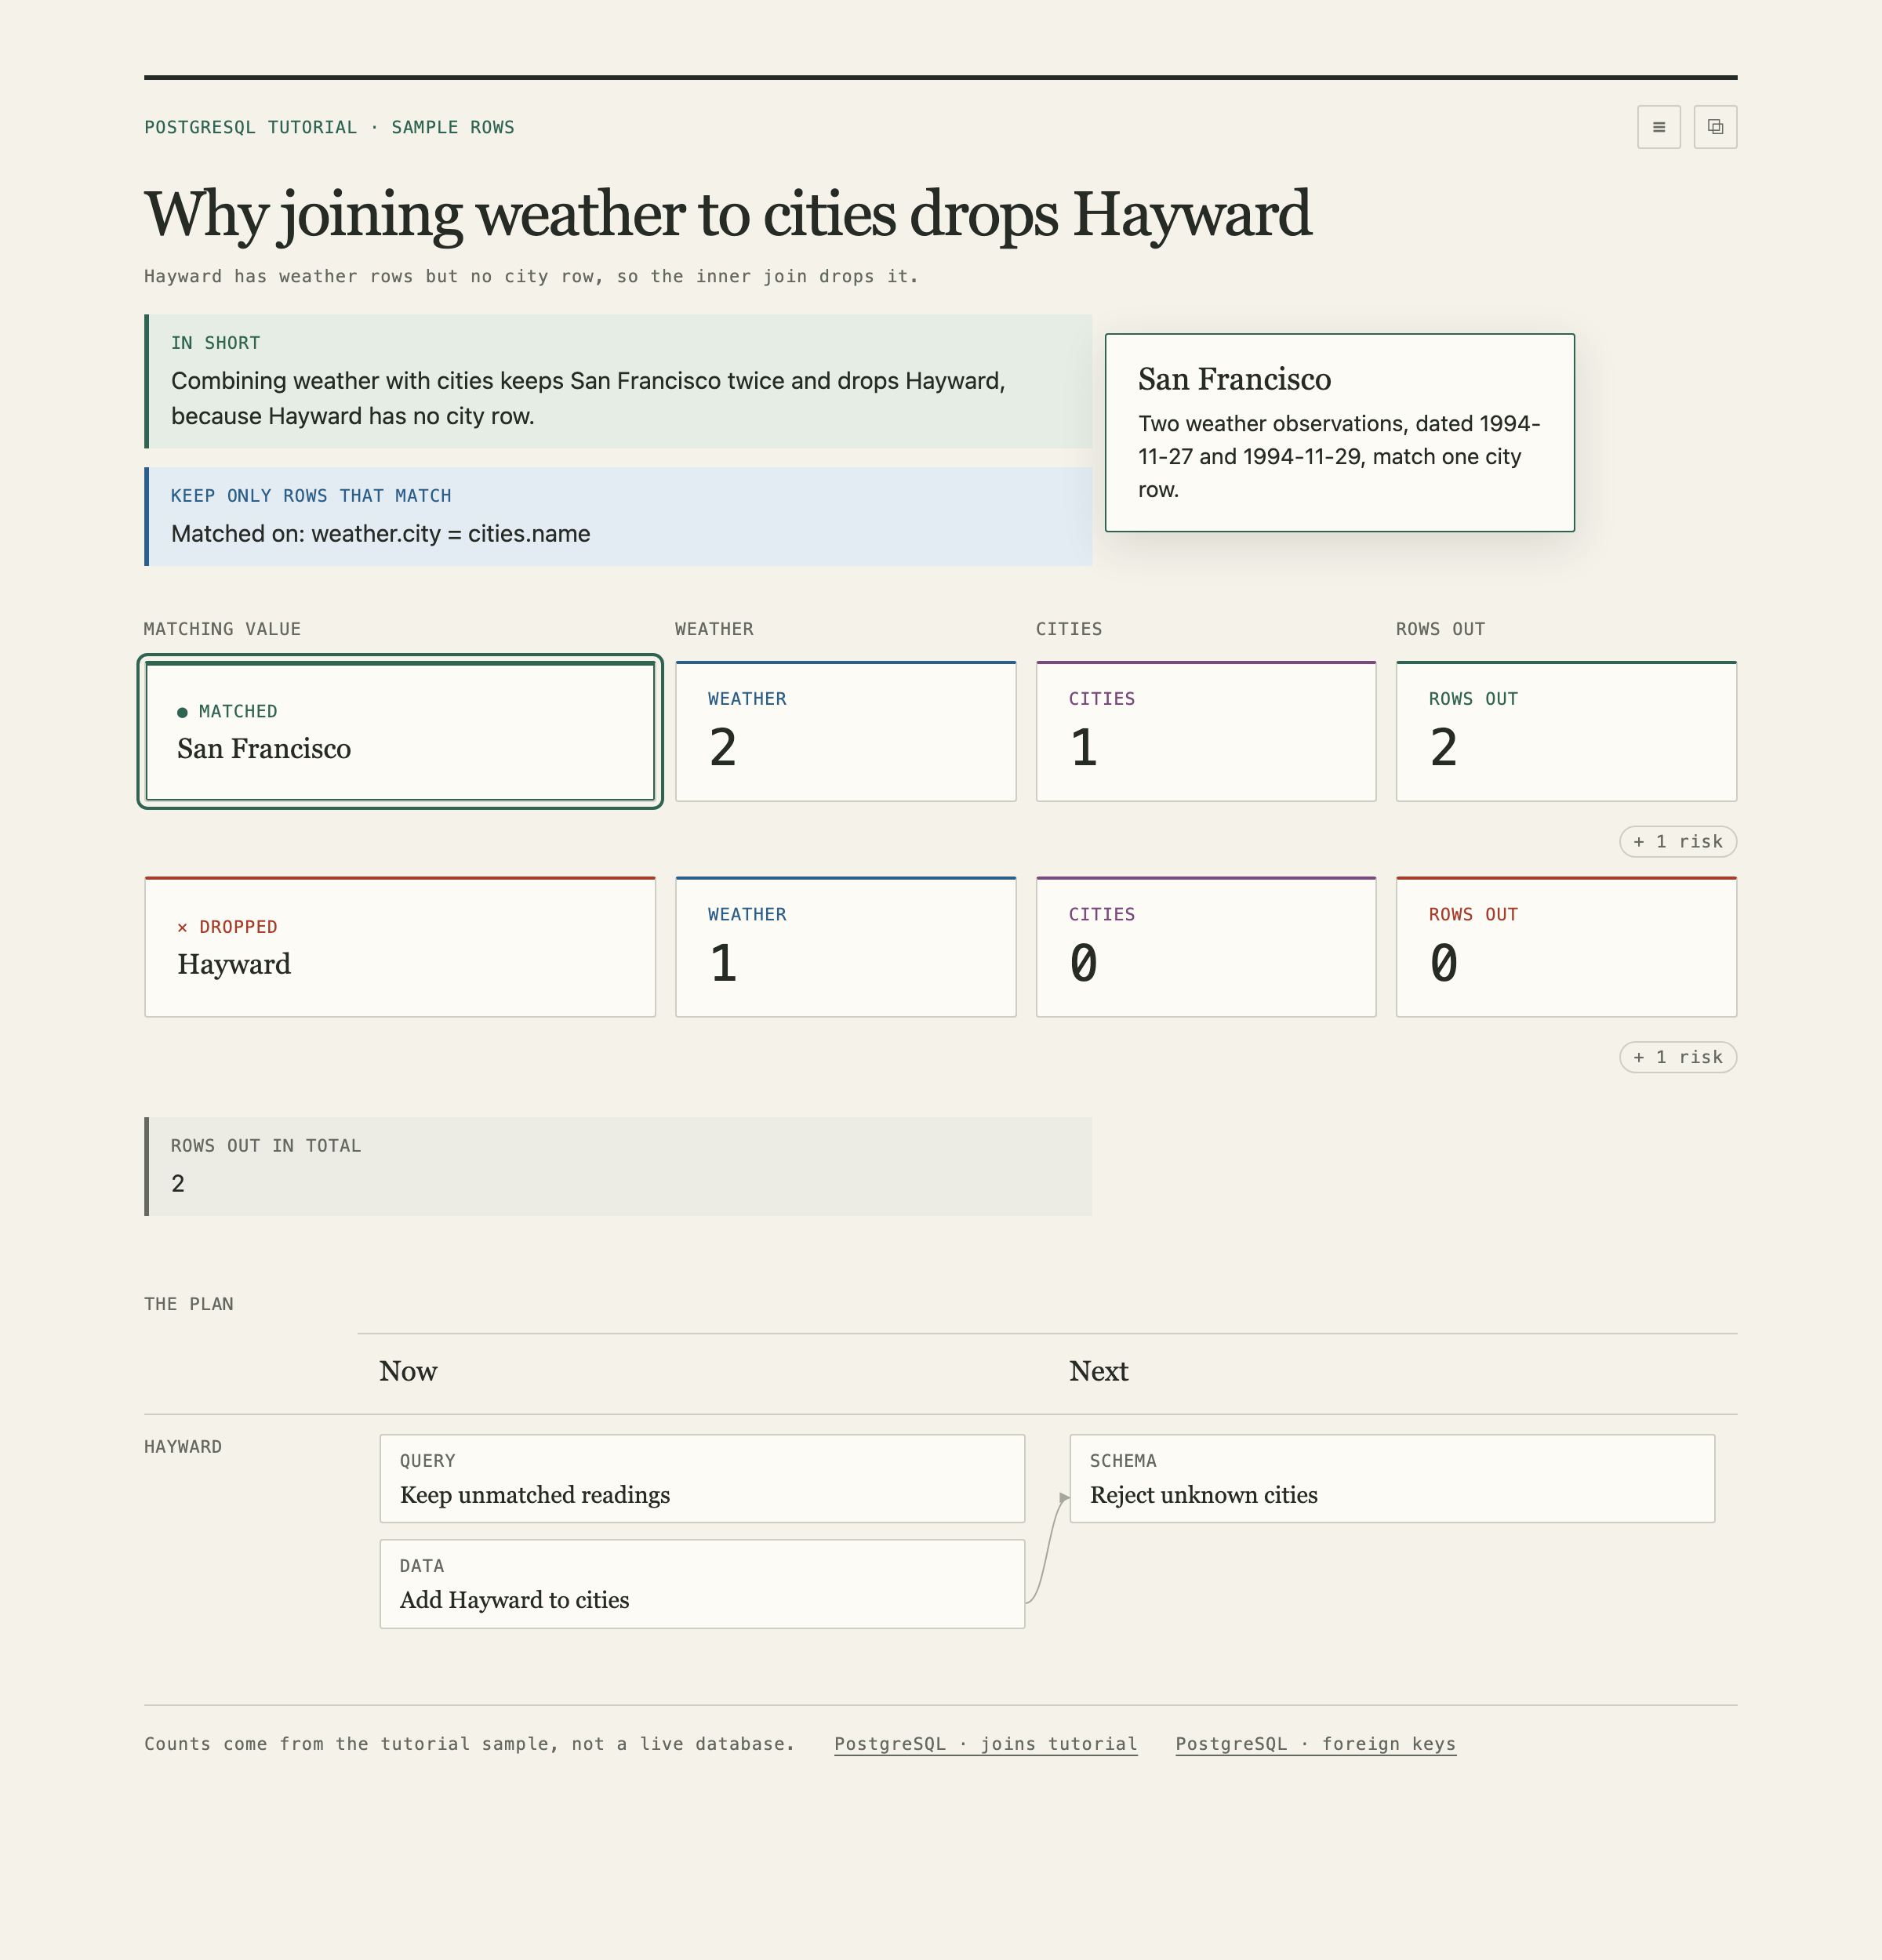 POSTGRESQL TUTORIAL · SAMPLE ROWS
Why joining weather to cities drops Hayward
Hayward has weather rows but no city row, so the inner join drops it.
IN SHORT
Combining weather with cities keeps San Francisco twice and drops Hayward,
because Hayward has no city row.
KEEP ONLY ROWS THAT MATCH
Matched on: weather.city = cities.name
San Francisco
Two weather observations, dated 1994-
11-27 and 1994-11-29, match one city
row.
MATCHING VALUE
WEATHER
CITIES
ROWS OUT
● MATCHED
San Francisco
WEATHER
2
CITIES
1
ROWS OUT
2
+ 1 risk
× DROPPED
Hayward
WEATHER
1
CITIES
0
ROWS OUT
0
+ 1 risk
ROWS OUT IN TOTAL
2
THE PLAN
Now
Next
HAYWARD
QUERY
Keep unmatched readings
DATA
Add Hayward to cities
SCHEMA
Reject unknown cities
Counts come from the tutorial sample, not a live database.
PostgreSQL · joins tutorial
PostgreSQL · foreign keys